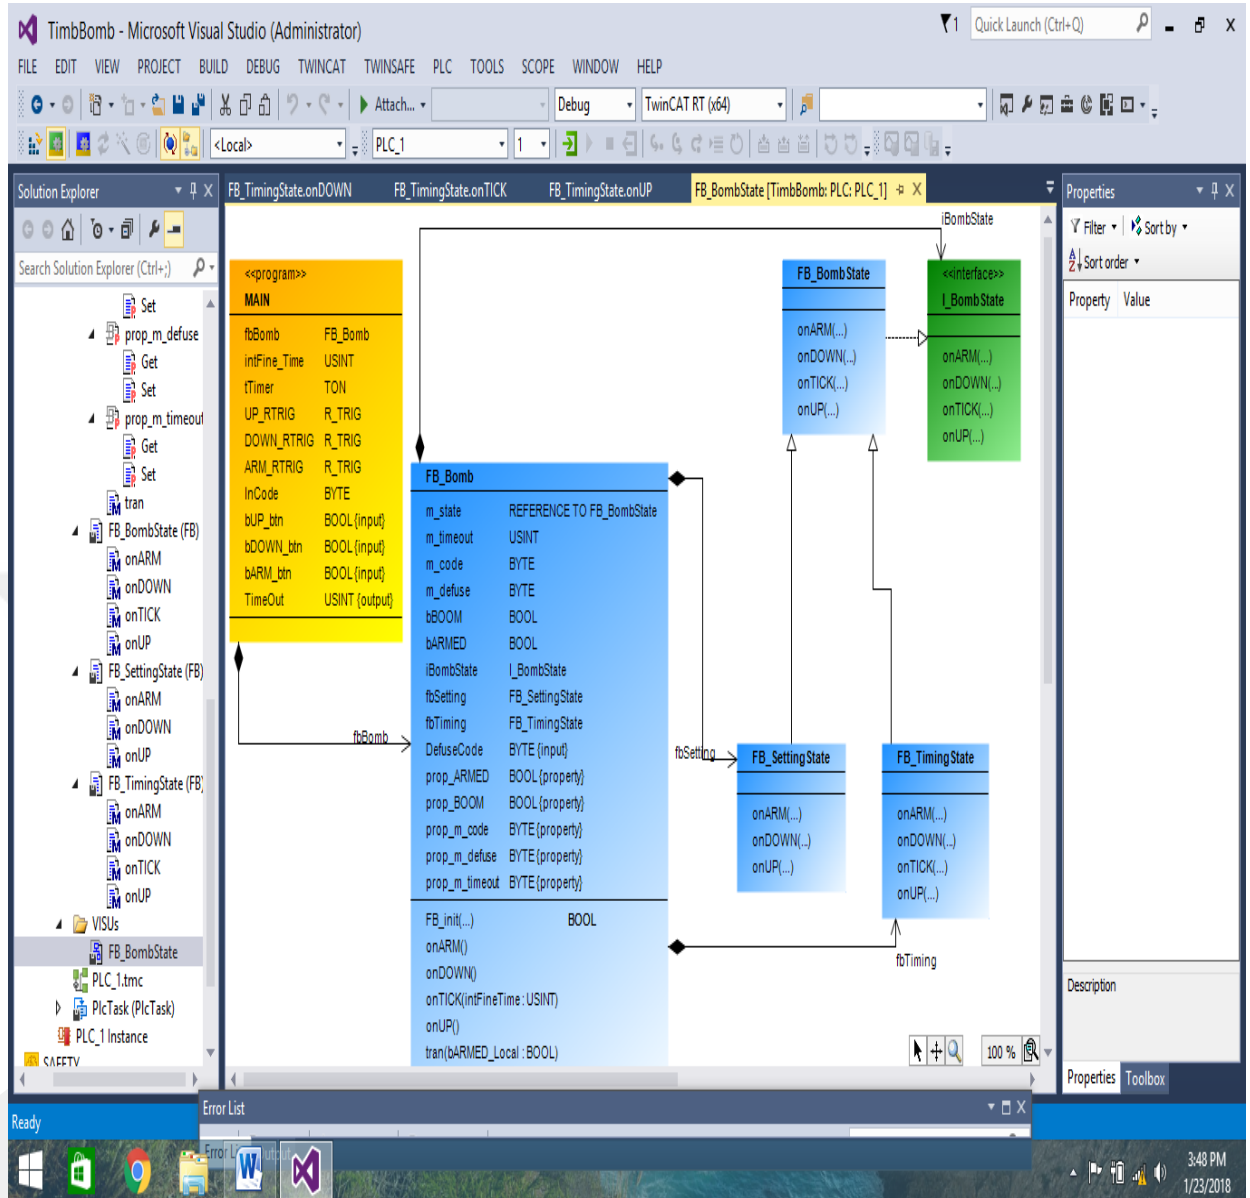 TimbBomb - Microsoft Visual Studio (Administrator)
1
Quick Launch (Ctrl+Q)
FILE EDIT VIEW PROJECT BUILD DEBUG TWINCAT TWINSAFE PLC TOOLS SCOPE WINDOW HELP
Attach...
Debug
TwinCAT RT (x64)
<Local>
PLC_1
1
Solution Explorer
Search Solution Explorer (Ctrl+;)
Set
prop_m_defuse
Get
Set
prop_m_timeout
Get
Set
tran
FB_BombState (FB)
onARM
onDOWN
onTICK
onUP
FB_SettingState (FB)
onARM
onDOWN
onUP
FB_TimingState (FB)
onARM
onDOWN
onTICK
onUP
VISUs
FB_BombState
PLC_1.tmc
PlcTask (PlcTask)
PLC_1 Instance
SAFETY
FB_TimingState.onDOWN
FB_TimingState.onTICK
FB_TimingState.onUP
FB_BombState [TimbBomb: PLC: PLC_1]
<<program>>
MAIN
fbBomb FB_Bomb
intFine_Time USINT
tTimer TON
UP_RTRIG R_TRIG
DOWN_RTRIG R_TRIG
ARM_RTRIG R_TRIG
InCode BYTE
bUP_btn BOOL {input}
bDOWN_btn BOOL {input}
bARM_btn BOOL {input}
TimeOut USINT {output}
fbBomb
FB_Bomb
m_state REFERENCE TO FB_BombState
m_timeout USINT
m_code BYTE
m_defuse BYTE
bBOOM BOOL
bARMED BOOL
iBombState I_BombState
fbSetting FB_SettingState
fbTiming FB_TimingState
DefuseCode BYTE {input}
prop_ARMED BOOL {property}
prop_BOOM BOOL {property}
prop_m_code BYTE {property}
prop_m_defuse BYTE {property}
prop_m_timeout BYTE {property}
FB_init(...) BOOL
onARM()
onDOWN()
onTICK(intFineTime : USINT)
onUP()
tran(bARMED_Local : BOOL)
iBombState
FB_BombState
onARM(...)
onDOWN(...)
onTICK(...)
onUP(...)
<<interface>>
I_BombState
onARM(...)
onDOWN(...)
onTICK(...)
onUP(...)
fbSetting
FB_SettingState
onARM(...)
onDOWN(...)
onUP(...)
FB_TimingState
onARM(...)
onDOWN(...)
onTICK(...)
onUP(...)
fbTiming
100 %
Properties
Filter
Sort by
Sort order
Property Value
Description
Properties Toolbox
Error List
Ready
3:48 PM
1/23/2018